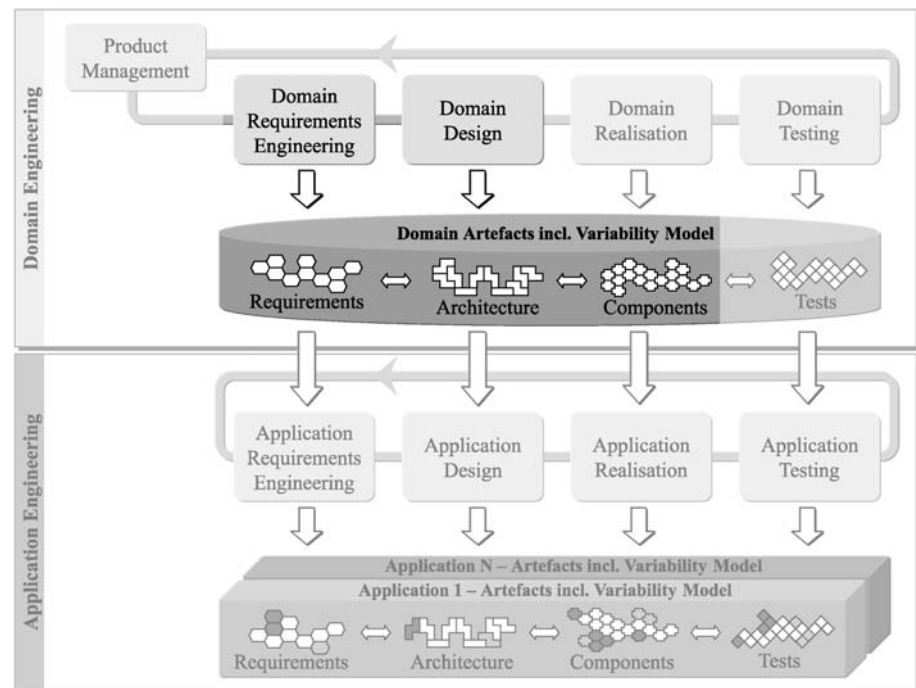 Domain Engineering
Product
Management
Domain
Requirements
Engineering
Domain
Design
Domain
Realisation
Domain
Testing
Domain Artefacts incl. Variability Model
Requirements
Architecture
Components
Tests
Application Engineering
Application
Requirements
Engineering
Application
Design
Application
Realisation
Application
Testing
Application N – Artefacts incl. Variability Model
Application 1 – Artefacts incl. Variability Model
Requirements
Architecture
Components
Tests